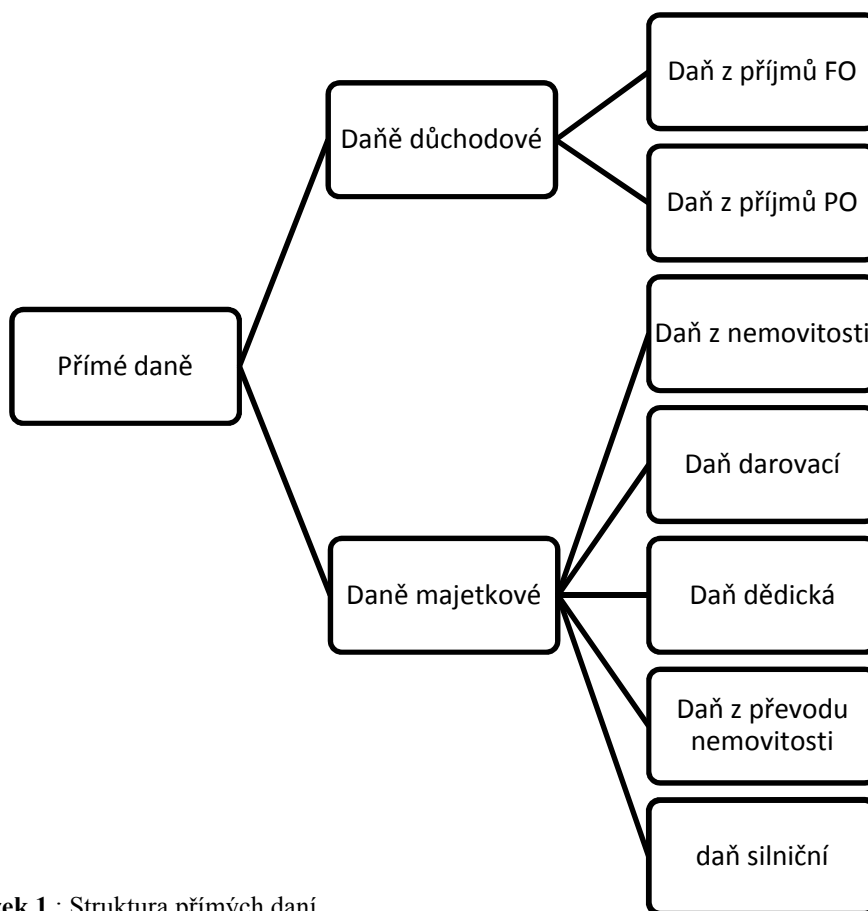 Přímé daně
Daňě důchodové
Daň z příjmů FO
Daň z příjmů PO
Daně majetkové
Daň z nemovitosti
Daň darovací
Daň dědická
Daň z převodu
nemovitosti
daň silniční
ek 1 : Struktura přímých daní